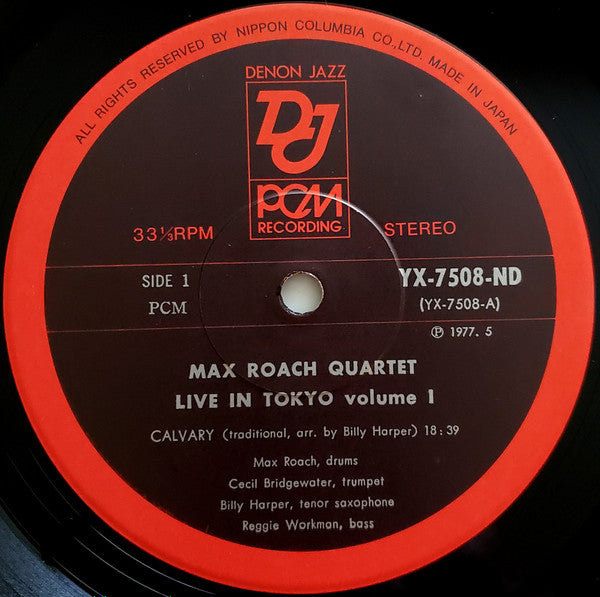 ALL RIGHTS RESERVED BY NIPPON COLUMBIA CO., LTD. MADE IN JAPAN
DENON JAZZ
DJ
PCM
RECORDING
33⅓RPM
STEREO
SIDE 1
YX-7508-ND
PCM
(YX-7508-A)
Ⓟ 1977. 5
MAX ROACH QUARTET
LIVE IN TOKYO volume 1
CALVARY (traditional, arr. by Billy Harper) 18:39
Max Roach, drums
Cecil Bridgewater, trumpet
Billy Harper, tenor saxophone
Reggie Workman, bass